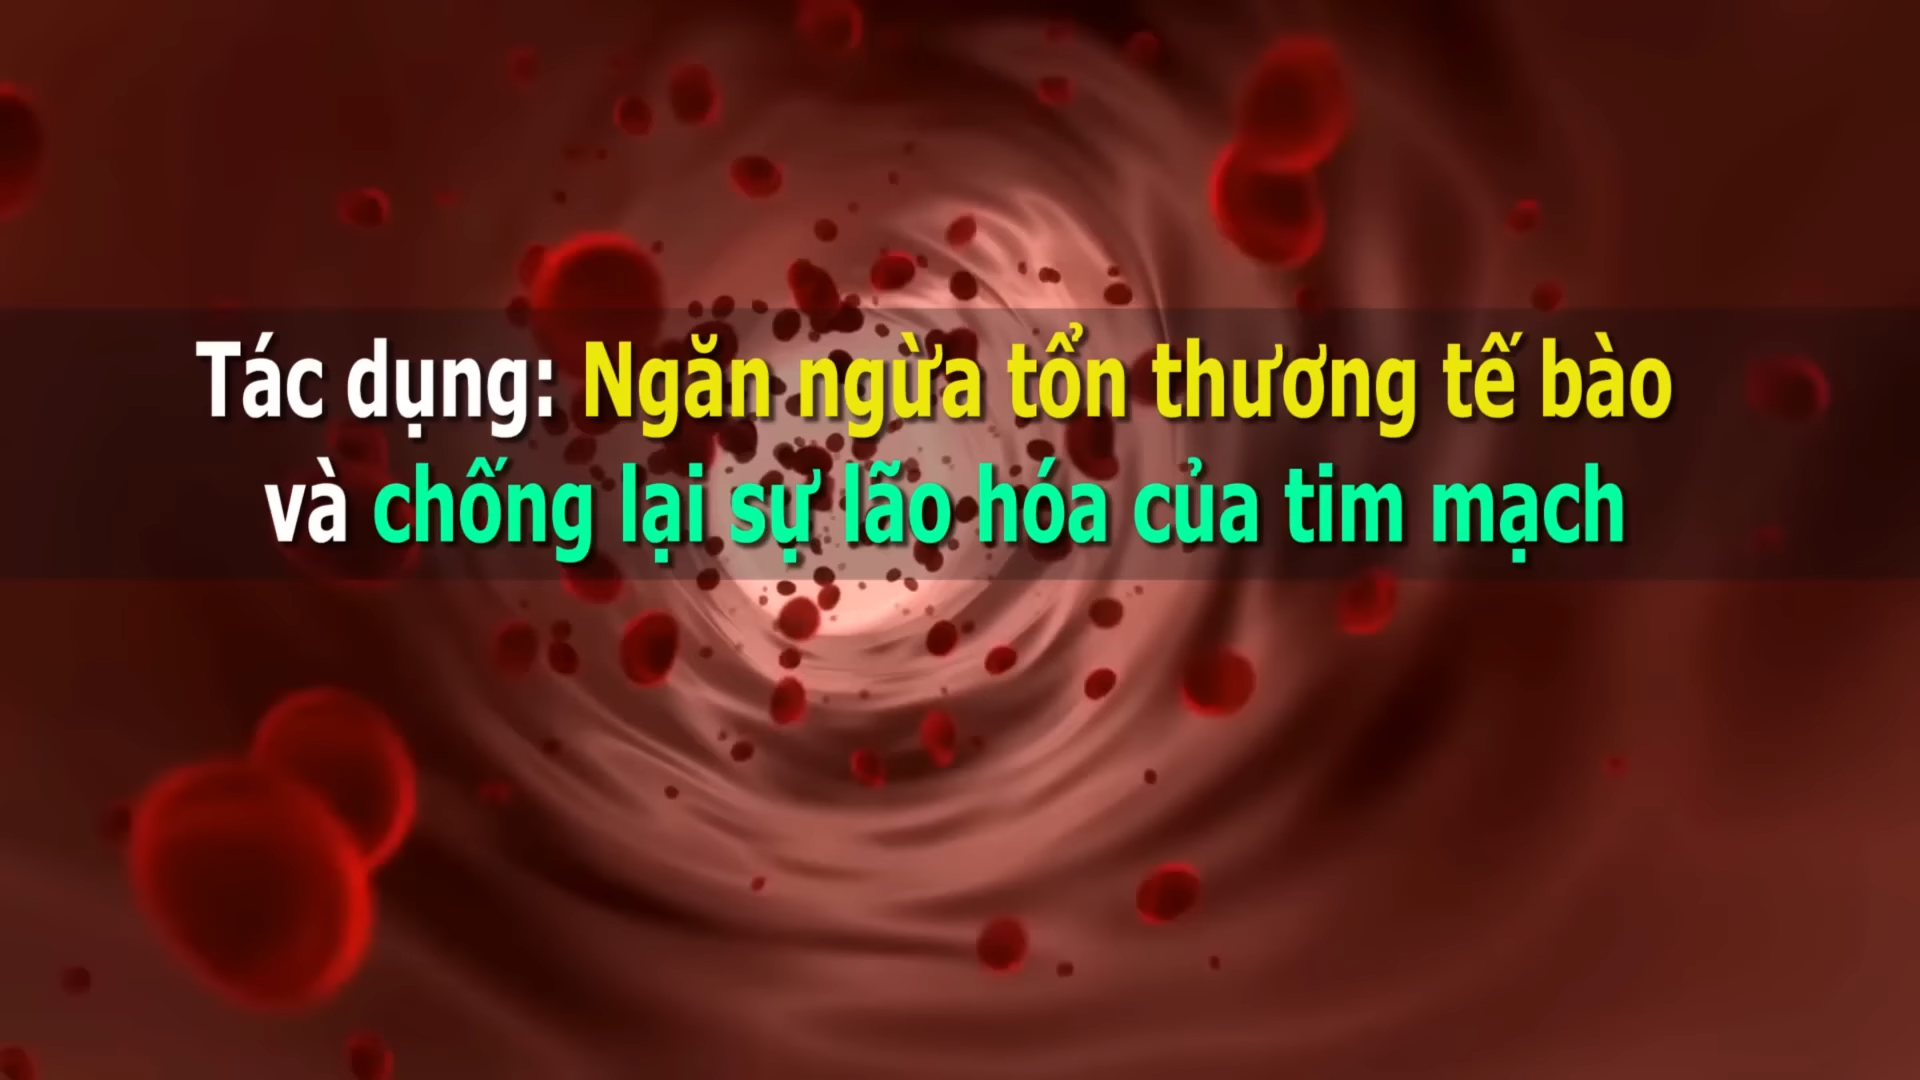 Tác dụng: Ngăn ngừa tổn thương tế bào
và chống lại sự lão hóa của tim mạch